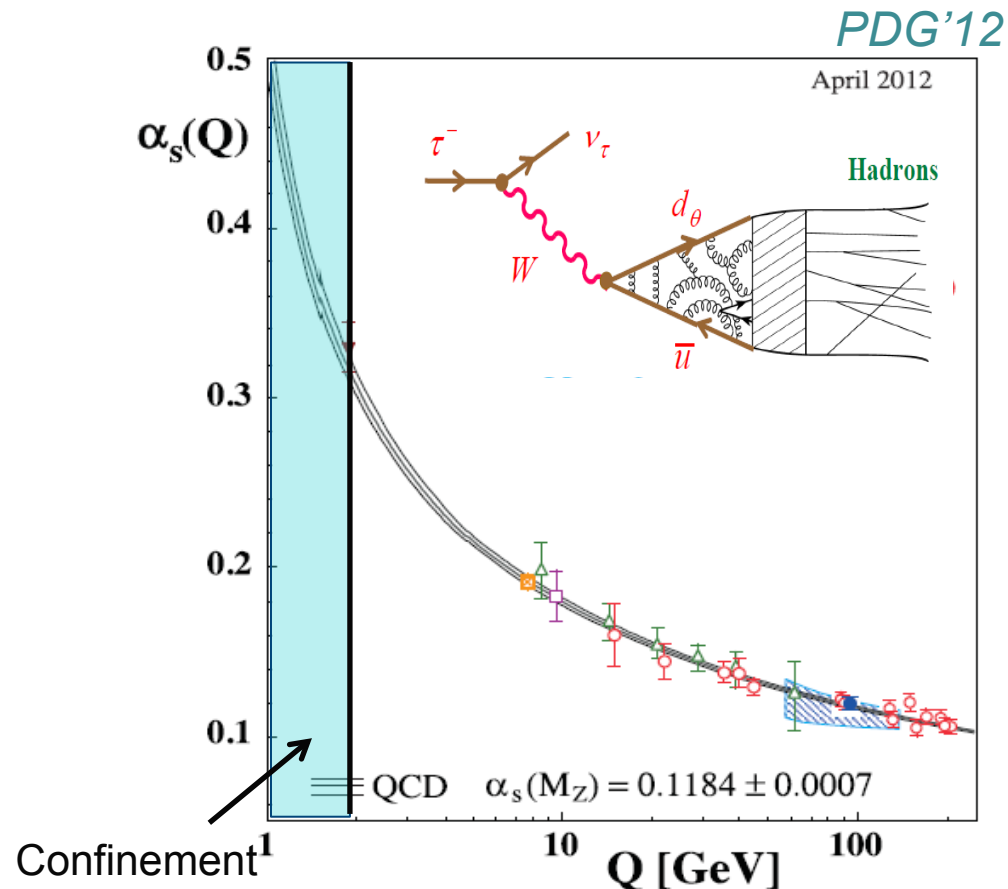 PDG'12
April 2012
0.5
αs(Q)
0.4
0.3
0.2
0.1
τ⁻
ντ
W
dθ
u̅
Hadrons
QCD αs(MZ) = 0.1184 ± 0.0007
Confinement
1
10
100
Q [GeV]